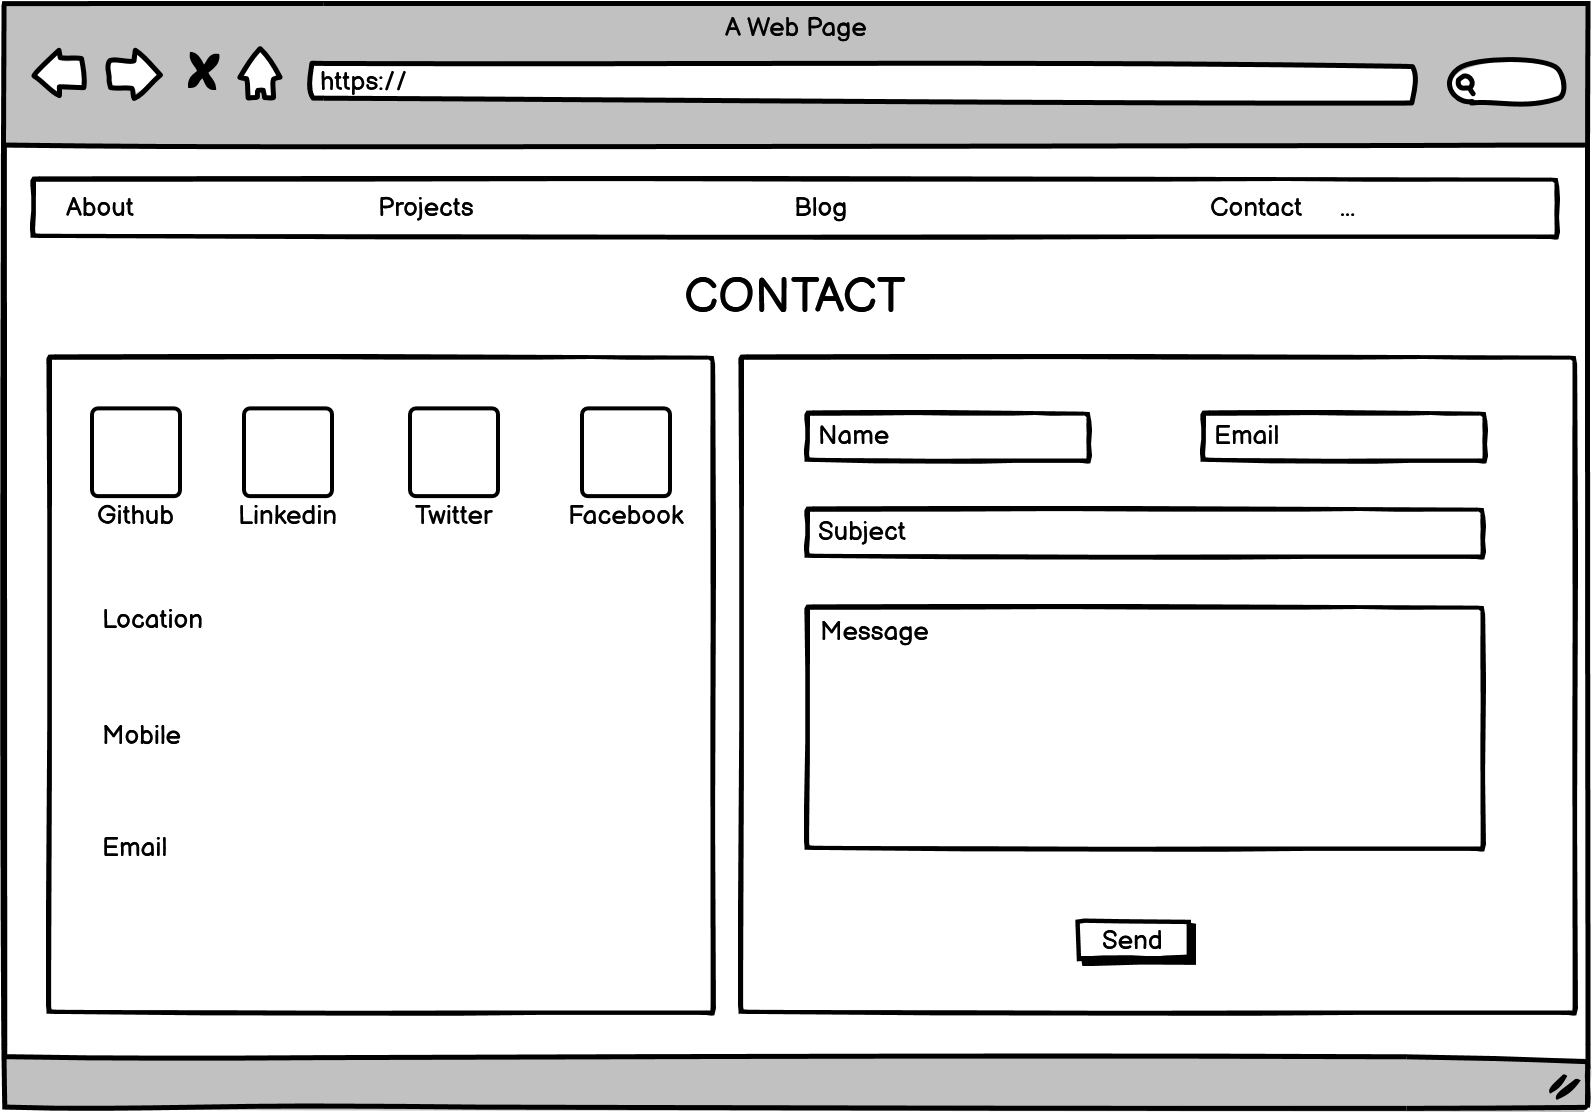 A Web Page
https://
About Projects Blog Contact ...
CONTACT
Github Linkedin Twitter Facebook
Location
Mobile
Email
Name Email
Subject
Message
Send